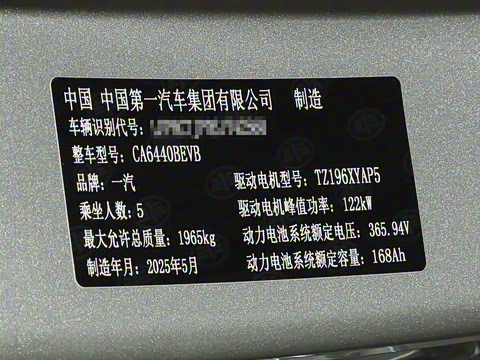 中国 中国第一汽车集团有限公司 制造
车辆识别代号:
整车型号: CA6440BEVB
品牌: 一汽 驱动电机型号: TZ196XYAP5
乘坐人数: 5 驱动电机峰值功率: 122kW
最大允许总质量: 1965kg 动力电池系统额定电压: 365.94V
制造年月: 2025年5月 动力电池系统额定容量: 168Ah